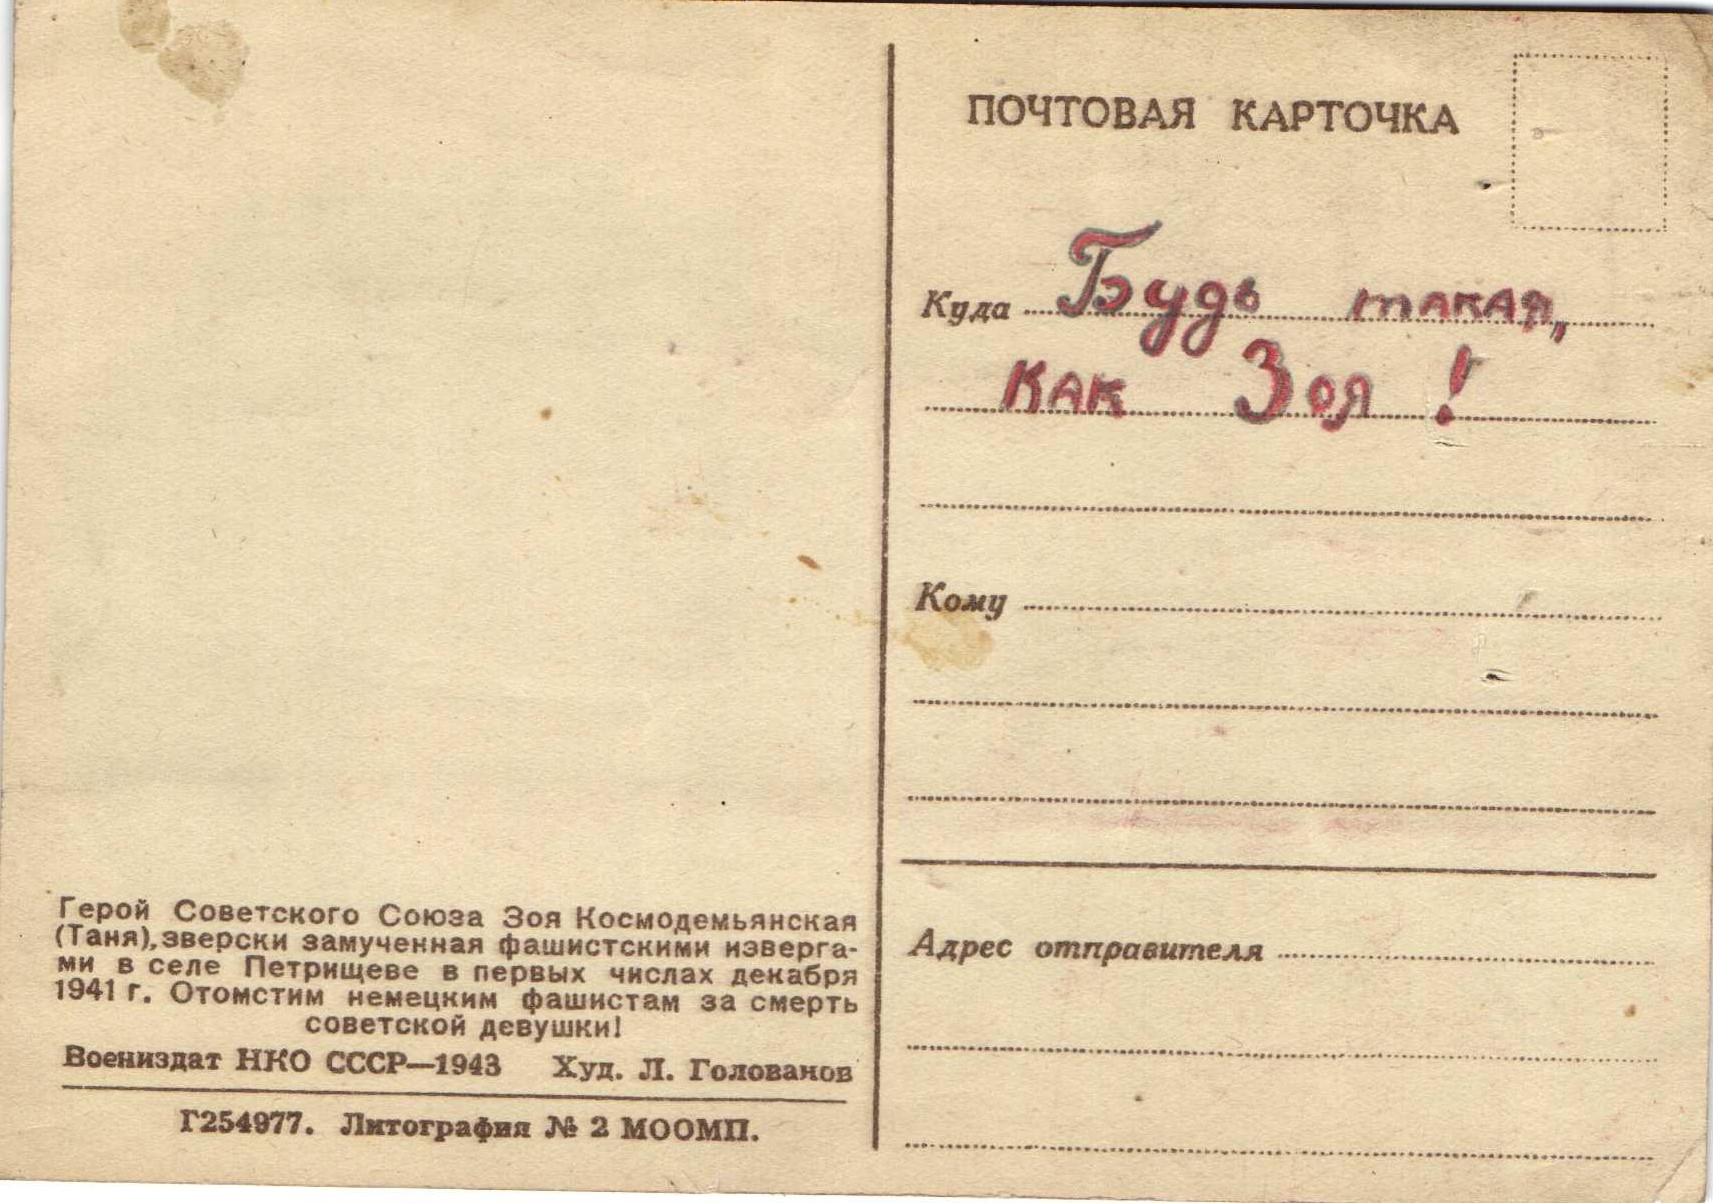 ПОЧТОВАЯ КАРТОЧКА
Куда Будь такая,
как Зоя!
Кому
Адрес отправителя
Герой Советского Союза Зоя Космодемьянская
(Таня), зверски замученная фашистскими изверга-
ми в селе Петрищеве в первых числах декабря
1941 г. Отомстим немецким фашистам за смерть
советской девушки!
Воениздат НКО СССР—1943 Худ. Л. Голованов
Г254977. Литография № 2 МООМП.